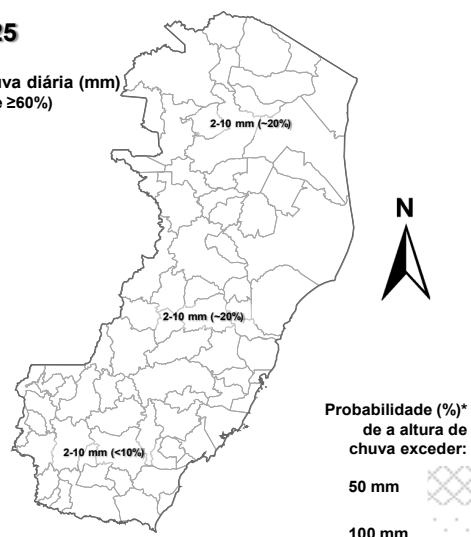 25
uva diária (mm)
e ≥60%)
2-10 mm (~20%)
N
2-10 mm (~20%)
2-10 mm (<10%)
Probabilidade (%)*
de a altura de
chuva exceder:
50 mm
100 mm